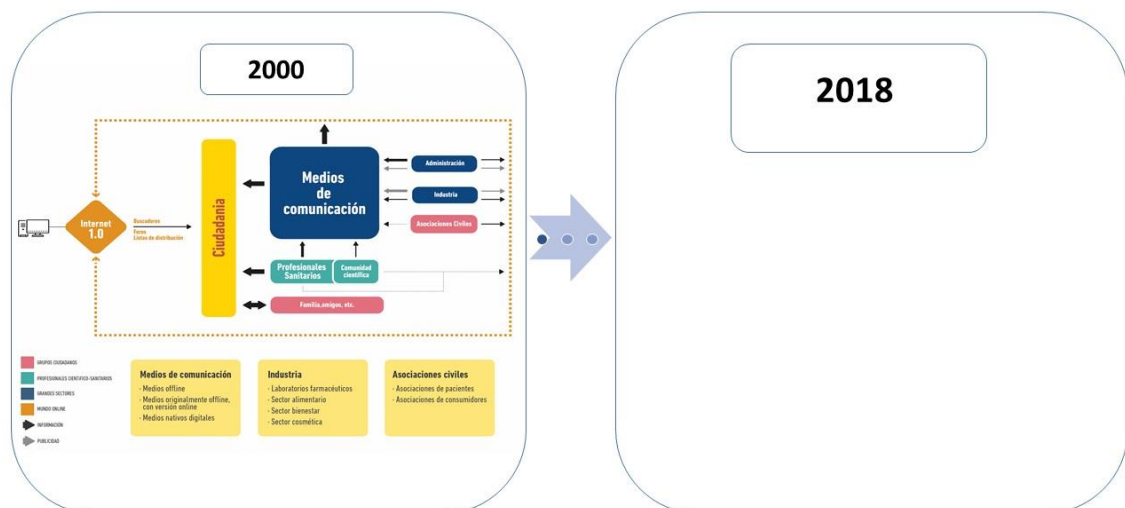 2000
2018
Medios
de
comunicación
Administración
Industria
Asociaciones Civiles
Internet
1.0
Buscadores
Foros
Listas de distribución
Ciudadania
Profesionales
Sanitarios
Comunidad
científica
Familia,amigos, etc.
GRUPOS CIUDADANOS
PROFESIONALES CIENTIFICO-SANITARIOS
GRANDES SECTORES
MUNDO ONLINE
INFORMACIÓN
PUBLICIDAD
Medios de comunicación
- Medios offline
- Medios originalmente offline,
con versión online
- Medios nativos digitales
Industria
- Laboratorios farmacéuticos
- Sector alimentario
- Sector bienestar
- Sector cosmética
Asociaciones civiles
- Asociaciones de pacientes
- Asociaciones de consumidores